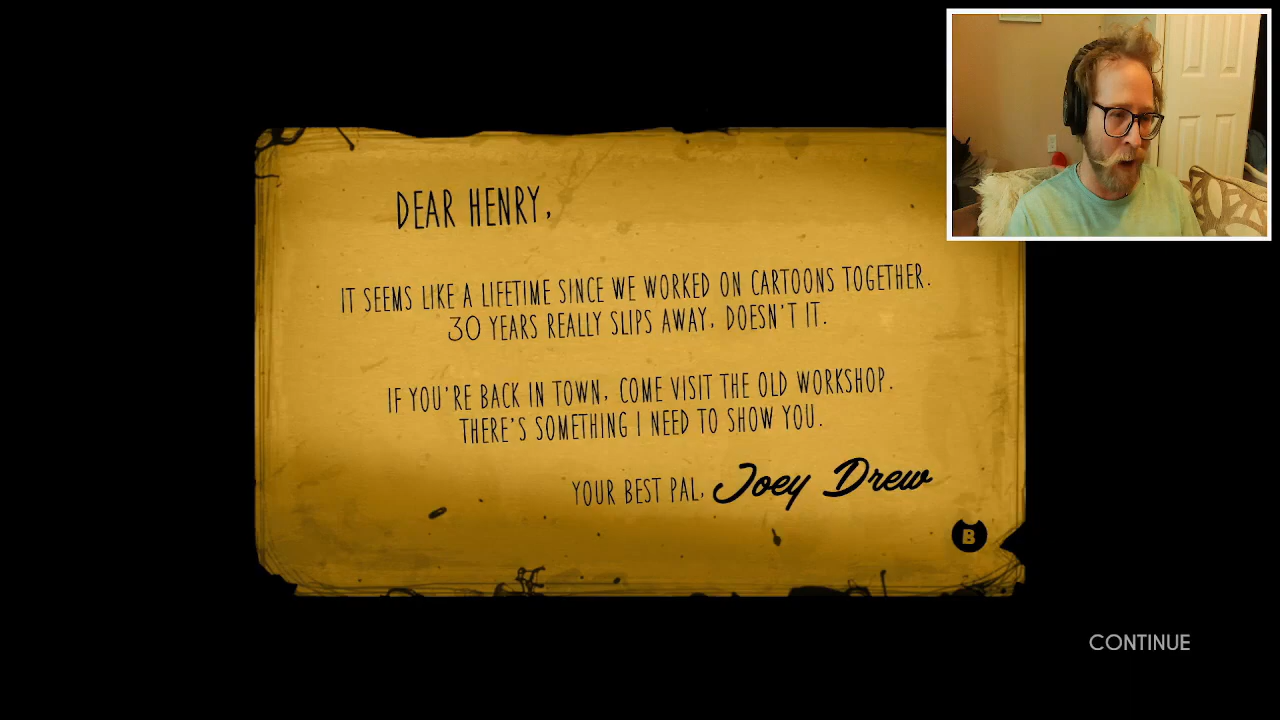 DEAR HENRY,
IT SEEMS LIKE A LIFETIME SINCE WE WORKED ON CARTOONS TOGETHER.
30 YEARS REALLY SLIPS AWAY, DOESN'T IT.
IF YOU'RE BACK IN TOWN, COME VISIT THE OLD WORKSHOP.
THERE'S SOMETHING I NEED TO SHOW YOU.
YOUR BEST PAL, Joey Drew
B
CONTINUE